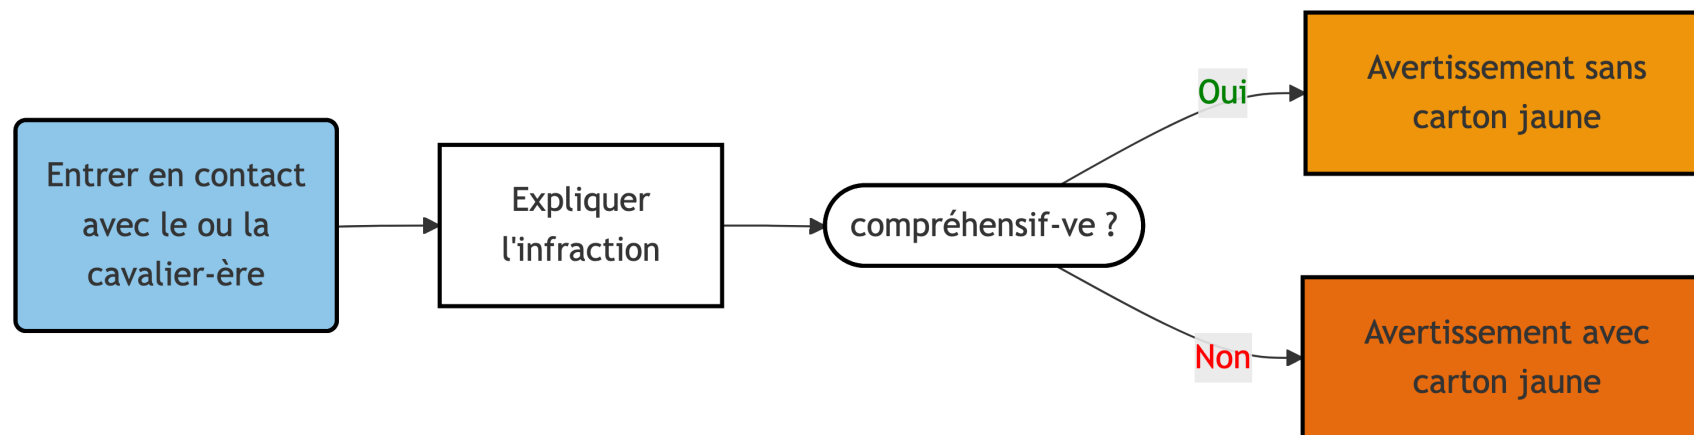 Entrer en contact
avec le ou la
cavalier-ère
Expliquer
l'infraction
compréhensif-ve ?
Oui
Avertissement sans
carton jaune
Non
Avertissement avec
carton jaune